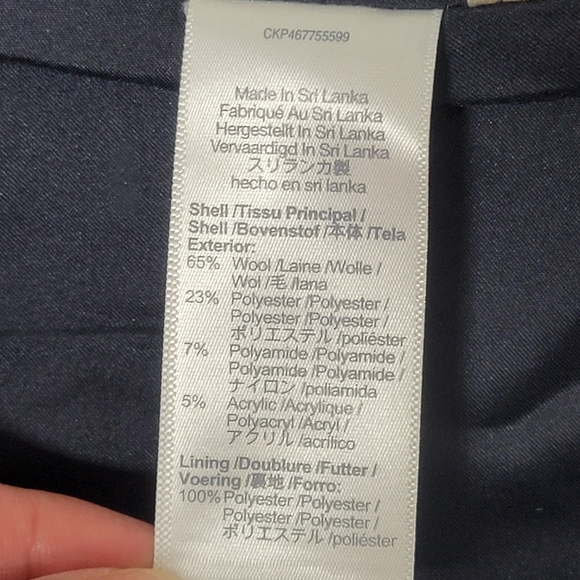 CKP467755599
Made In Sri Lanka
Fabriqué Au Sri Lanka
Hergestellt In Sri Lanka
Vervaardigd In Sri Lanka
スリランカ製
hecho en sri lanka
Shell /Tissu Principal /
Shell /Bovenstof /本体 /Tela
Exterior:
65% Wool /Laine /Wolle /
Wol /毛 /lana
23% Polyester /Polyester /
Polyester /Polyester /
ポリエステル /poliéster
7% Polyamide /Polyamide /
Polyamide /Polyamide /
ナイロン /poliamida
5% Acrylic /Acrylique /
Polyacryl /Acryl /
アクリル /acrílico
Lining /Doublure /Futter /
Voering /裏地 /Forro:
100% Polyester /Polyester /
Polyester /Polyester /
ポリエステル /poliéster